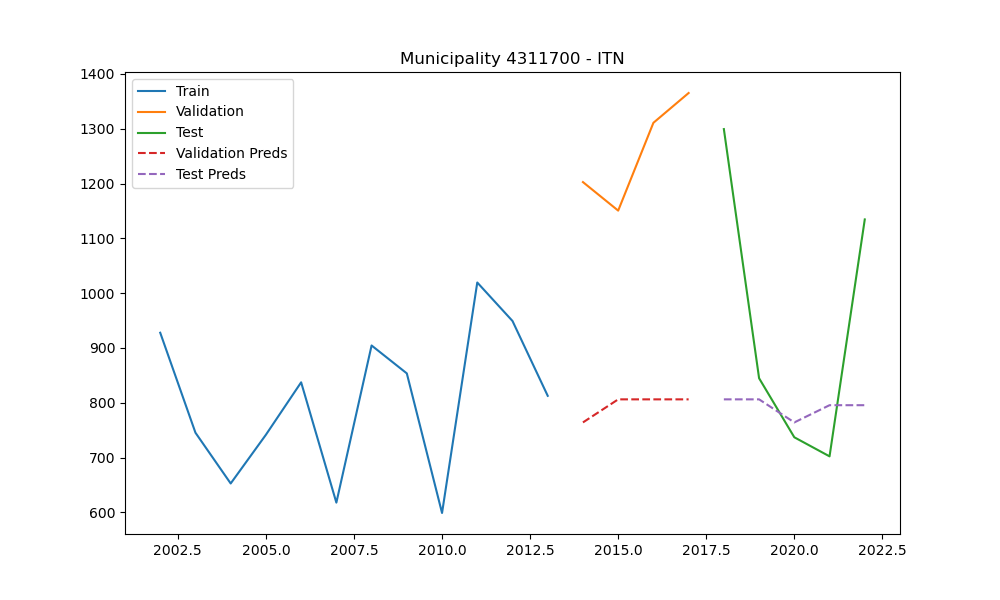 Municipality 4311700 - ITN
1400
1300
1200
1100
1000
900
800
700
600
Train
Validation
Test
Validation Preds
Test Preds
2002.5 2005.0 2007.5 2010.0 2012.5 2015.0 2017.5 2020.0 2022.5